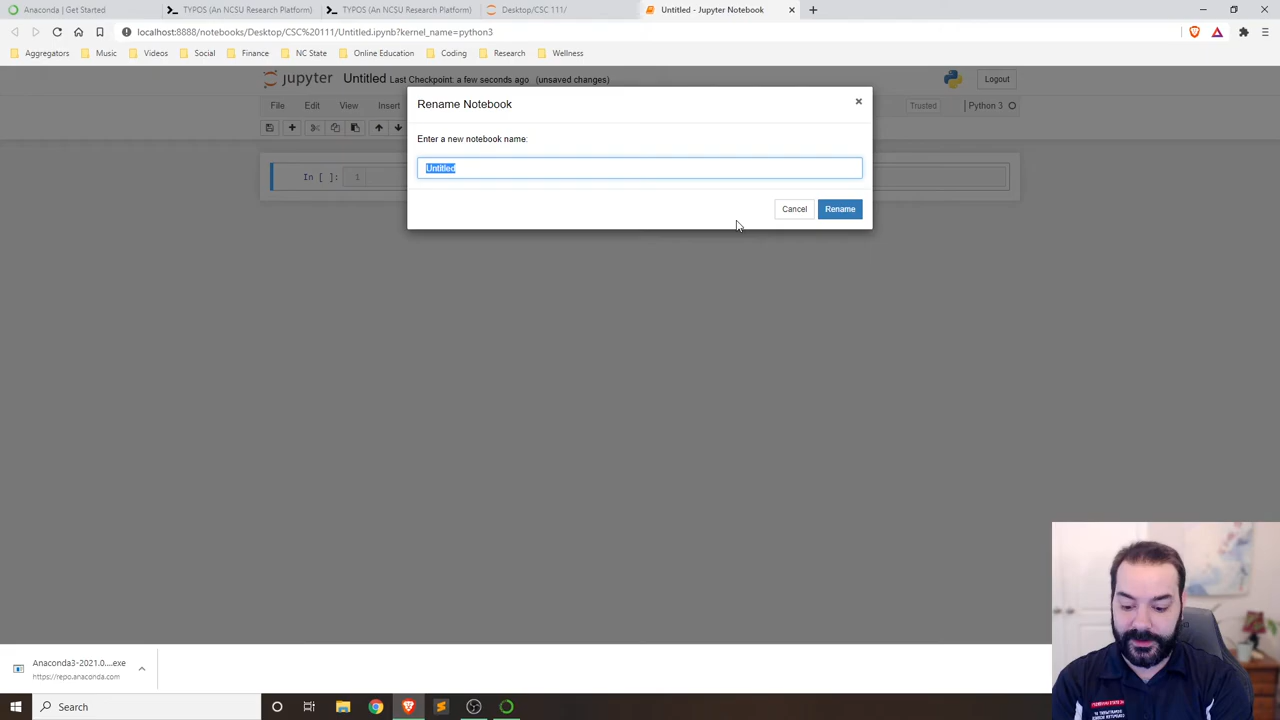 Anaconda | Get Started
TYPOS (An NCSU Research Platform)
TYPOS (An NCSU Research Platform)
Desktop/CSC 111/
Untitled - Jupyter Notebook
localhost:8888/notebooks/Desktop/CSC%20111/Untitled.ipynb?kernel_name=python3
Aggregators Music Videos Social Finance NC State Online Education Coding Research Wellness
jupyter Untitled Last Checkpoint: a few seconds ago (unsaved changes) Logout
File Edit View Insert Trusted Python 3
Rename Notebook
Enter a new notebook name:
Untitled
In [ ]: 1
Cancel Rename
Anaconda3-2021.0....exe
https://repo.anaconda.com
Search